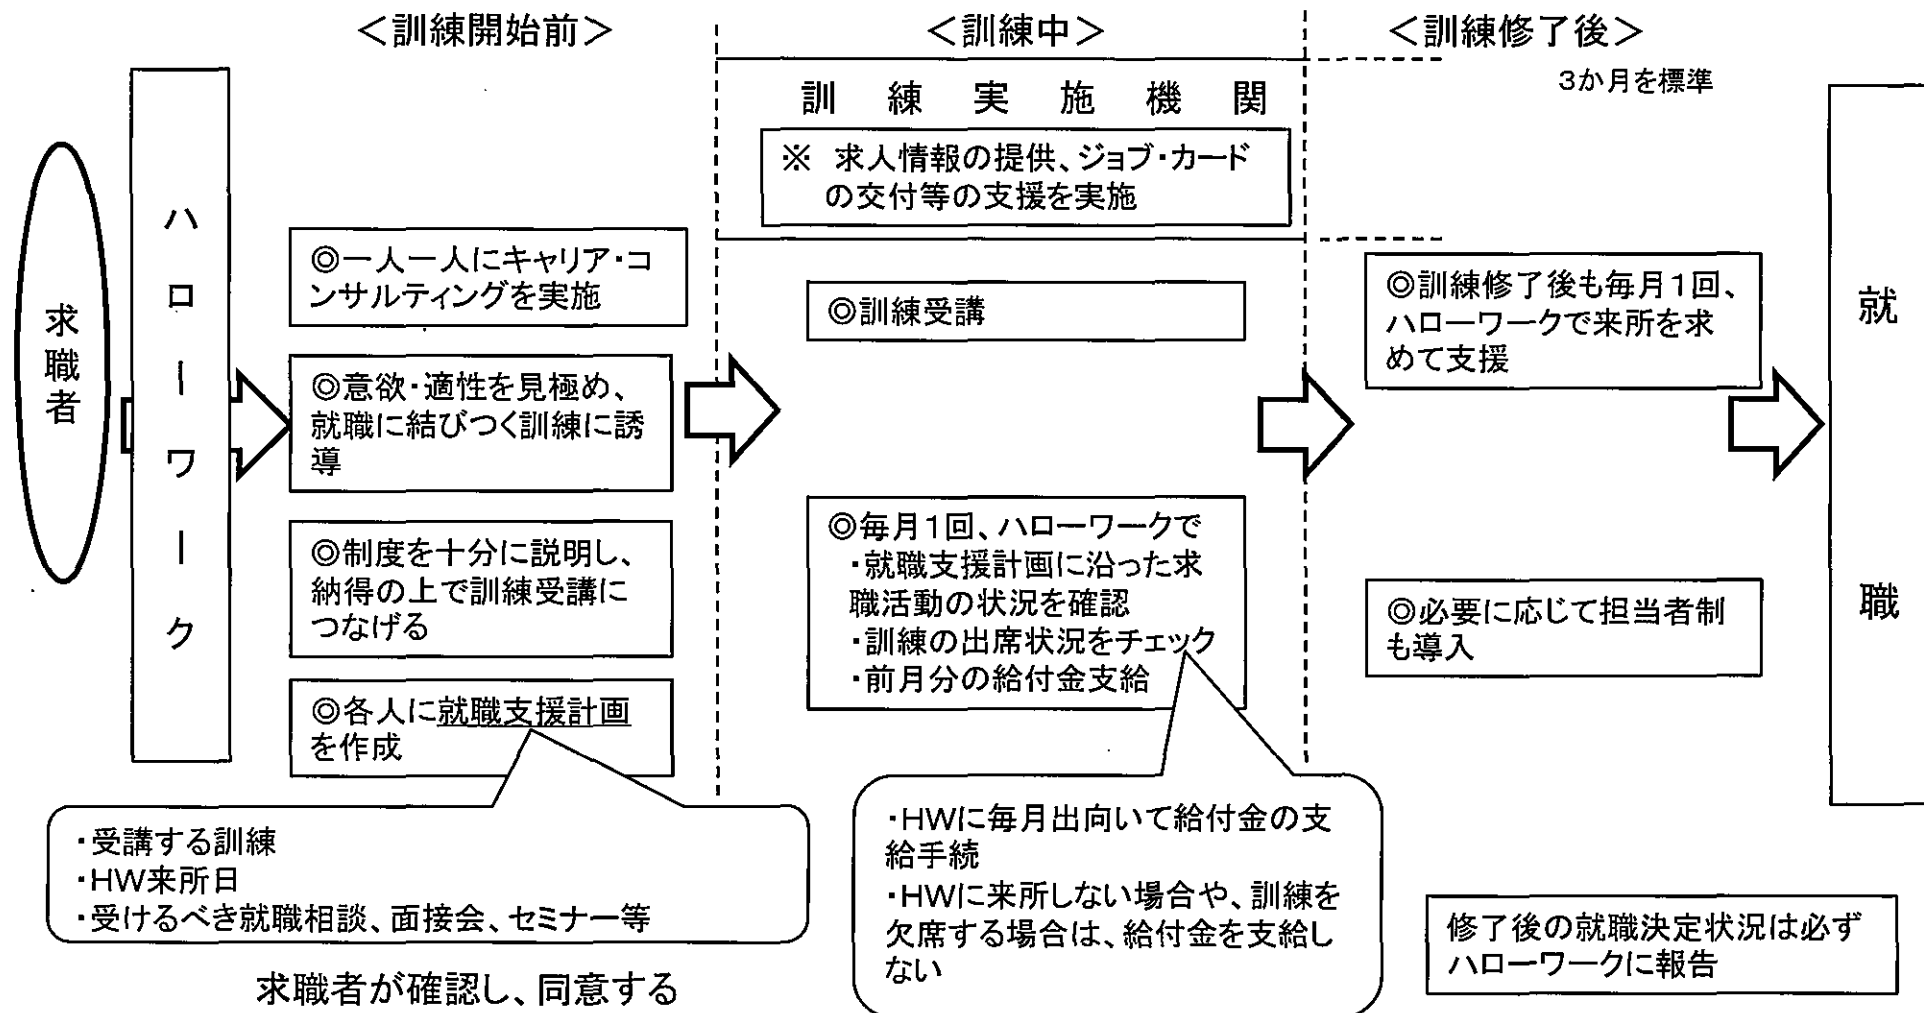 ＜訓練開始前＞
＜訓練中＞
＜訓練修了後＞
3か月を標準
訓練実施機関
※ 求人情報の提供、ジョブ・カード
の交付等の支援を実施
求職者
ハローワーク
◎一人一人にキャリア・コ
ンサルティングを実施
◎意欲・適性を見極め、
就職に結びつく訓練に誘
導
◎制度を十分に説明し、
納得の上で訓練受講に
つなげる
◎各人に就職支援計画
を作成
・受講する訓練
・HW来所日
・受けるべき就職相談、面接会、セミナー等
求職者が確認し、同意する
◎訓練受講
◎毎月1回、ハローワークで
・就職支援計画に沿った求
職活動の状況を確認
・訓練の出席状況をチェック
・前月分の給付金支給
・HWに毎月出向いて給付金の支
給手続
・HWに来所しない場合や、訓練を
欠席する場合は、給付金を支給し
ない
◎訓練修了後も毎月1回、
ハローワークで来所を求
めて支援
◎必要に応じて担当者制
も導入
修了後の就職決定状況は必ず
ハローワークに報告
就職